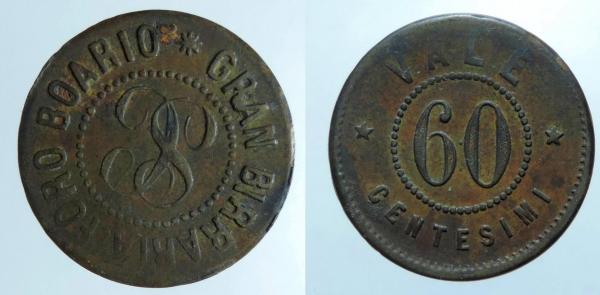 GRAN BIRRARIA FORO BOARIO
VALE
60
CENTESIMI